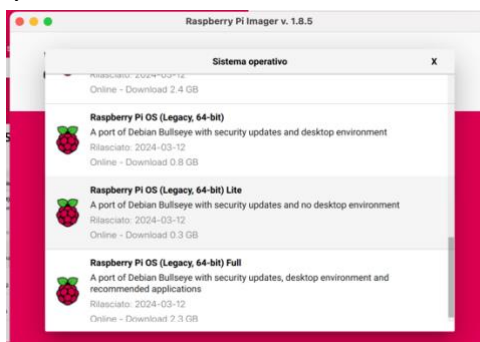 Raspberry Pi Imager v. 1.8.5
Sistema operativo
X
Rilasciato: 2024-03-12
Online - Download 2.4 GB
Raspberry Pi OS (Legacy, 64-bit)
A port of Debian Bullseye with security updates and desktop environment
Rilasciato: 2024-03-12
Online - Download 0.8 GB
Raspberry Pi OS (Legacy, 64-bit) Lite
A port of Debian Bullseye with security updates and no desktop environment
Rilasciato: 2024-03-12
Online - Download 0.3 GB
Raspberry Pi OS (Legacy, 64-bit) Full
A port of Debian Bullseye with security updates, desktop environment and
recommended applications
Rilasciato: 2024-03-12
Online - Download 2.3 GB